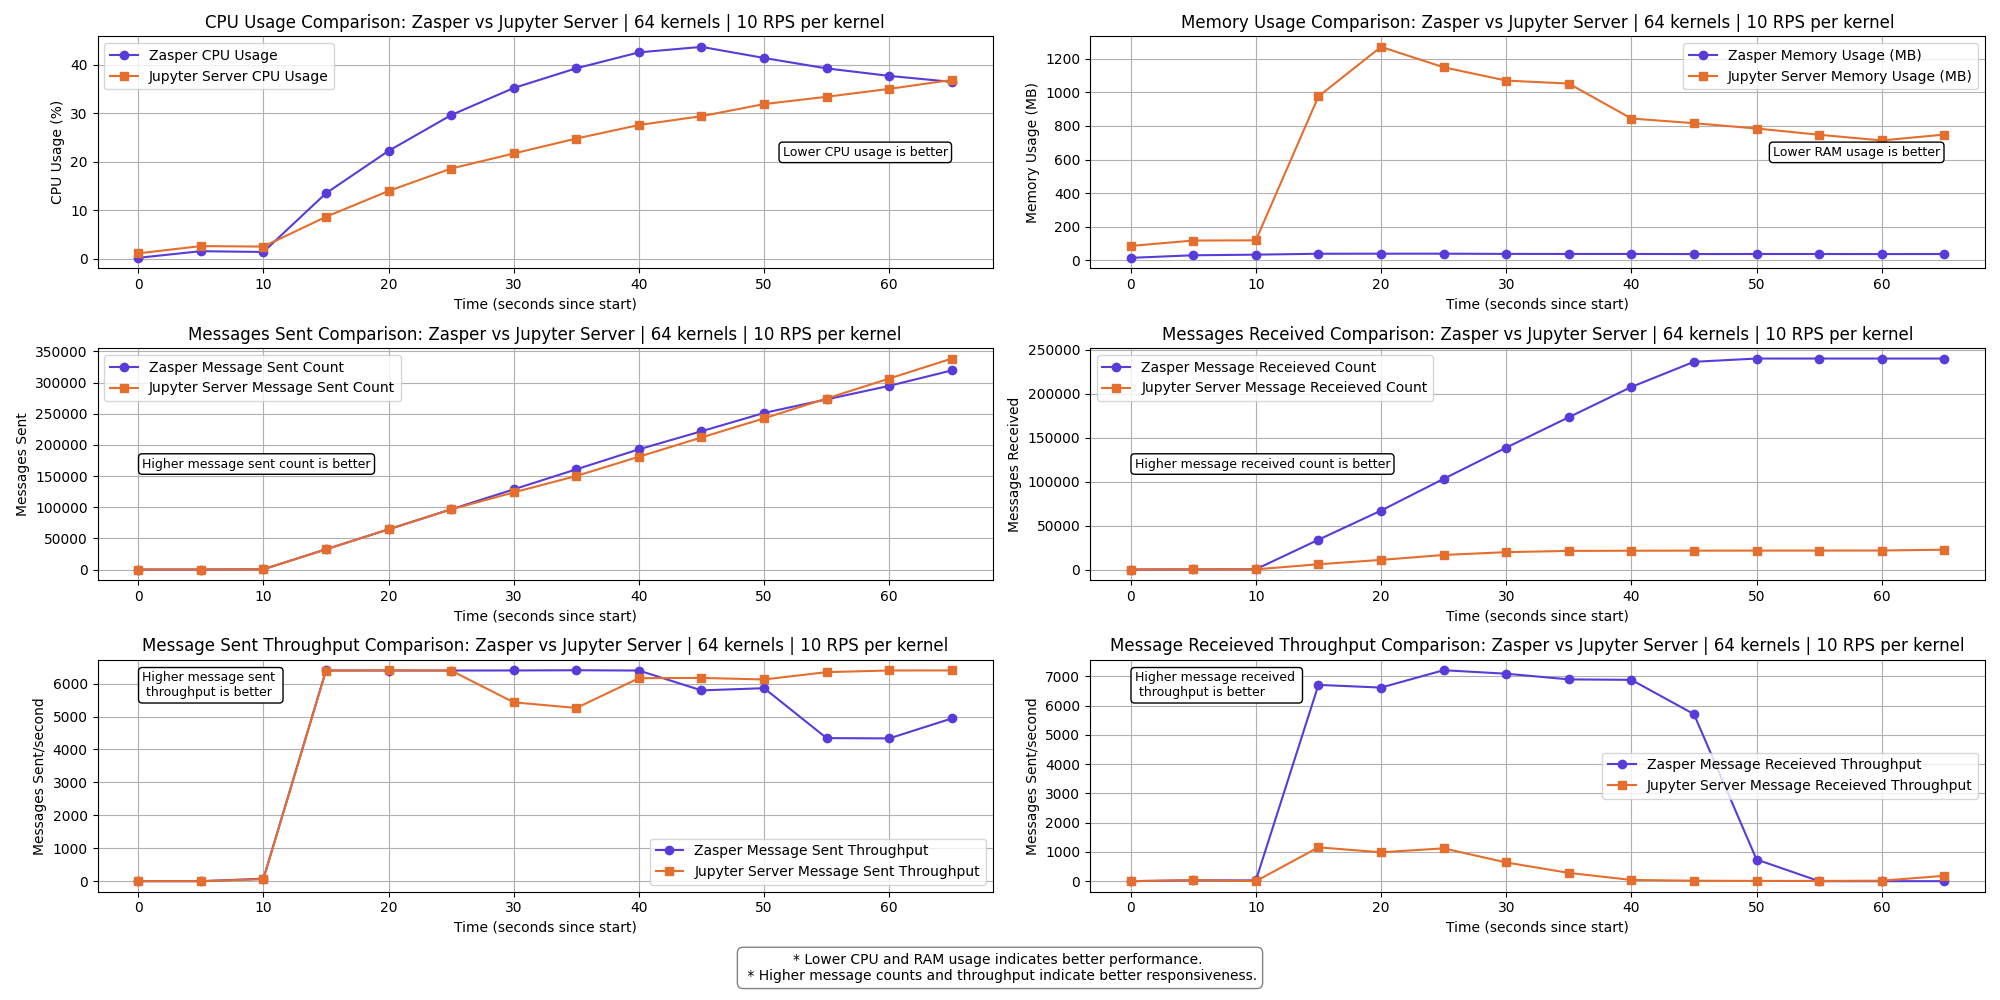 CPU Usage Comparison: Zasper vs Jupyter Server | 64 kernels | 10 RPS per kernel
Zasper CPU Usage
Jupyter Server CPU Usage
Lower CPU usage is better
CPU Usage (%)
40
30
20
10
0
0 10 20 30 40 50 60
Time (seconds since start)
Memory Usage Comparison: Zasper vs Jupyter Server | 64 kernels | 10 RPS per kernel
Zasper Memory Usage (MB)
Jupyter Server Memory Usage (MB)
Lower RAM usage is better
Memory Usage (MB)
1200
1000
800
600
400
200
0
0 10 20 30 40 50 60
Time (seconds since start)
Messages Sent Comparison: Zasper vs Jupyter Server | 64 kernels | 10 RPS per kernel
Zasper Message Sent Count
Jupyter Server Message Sent Count
Higher message sent count is better
Messages Sent
350000
300000
250000
200000
150000
100000
50000
0
0 10 20 30 40 50 60
Time (seconds since start)
Messages Received Comparison: Zasper vs Jupyter Server | 64 kernels | 10 RPS per kernel
Zasper Message Receieved Count
Jupyter Server Message Receieved Count
Higher message received count is better
Messages Received
250000
200000
150000
100000
50000
0
0 10 20 30 40 50 60
Time (seconds since start)
Message Sent Throughput Comparison: Zasper vs Jupyter Server | 64 kernels | 10 RPS per kernel
Higher message sent
throughput is better
Zasper Message Sent Throughput
Jupyter Server Message Sent Throughput
Messages Sent/second
6000
5000
4000
3000
2000
1000
0
0 10 20 30 40 50 60
Time (seconds since start)
Message Receieved Throughput Comparison: Zasper vs Jupyter Server | 64 kernels | 10 RPS per kernel
Higher message received
throughput is better
Zasper Message Receieved Throughput
Jupyter Server Message Receieved Throughput
Messages Sent/second
7000
6000
5000
4000
3000
2000
1000
0
0 10 20 30 40 50 60
Time (seconds since start)
* Lower CPU and RAM usage indicates better performance.
* Higher message counts and throughput indicate better responsiveness.